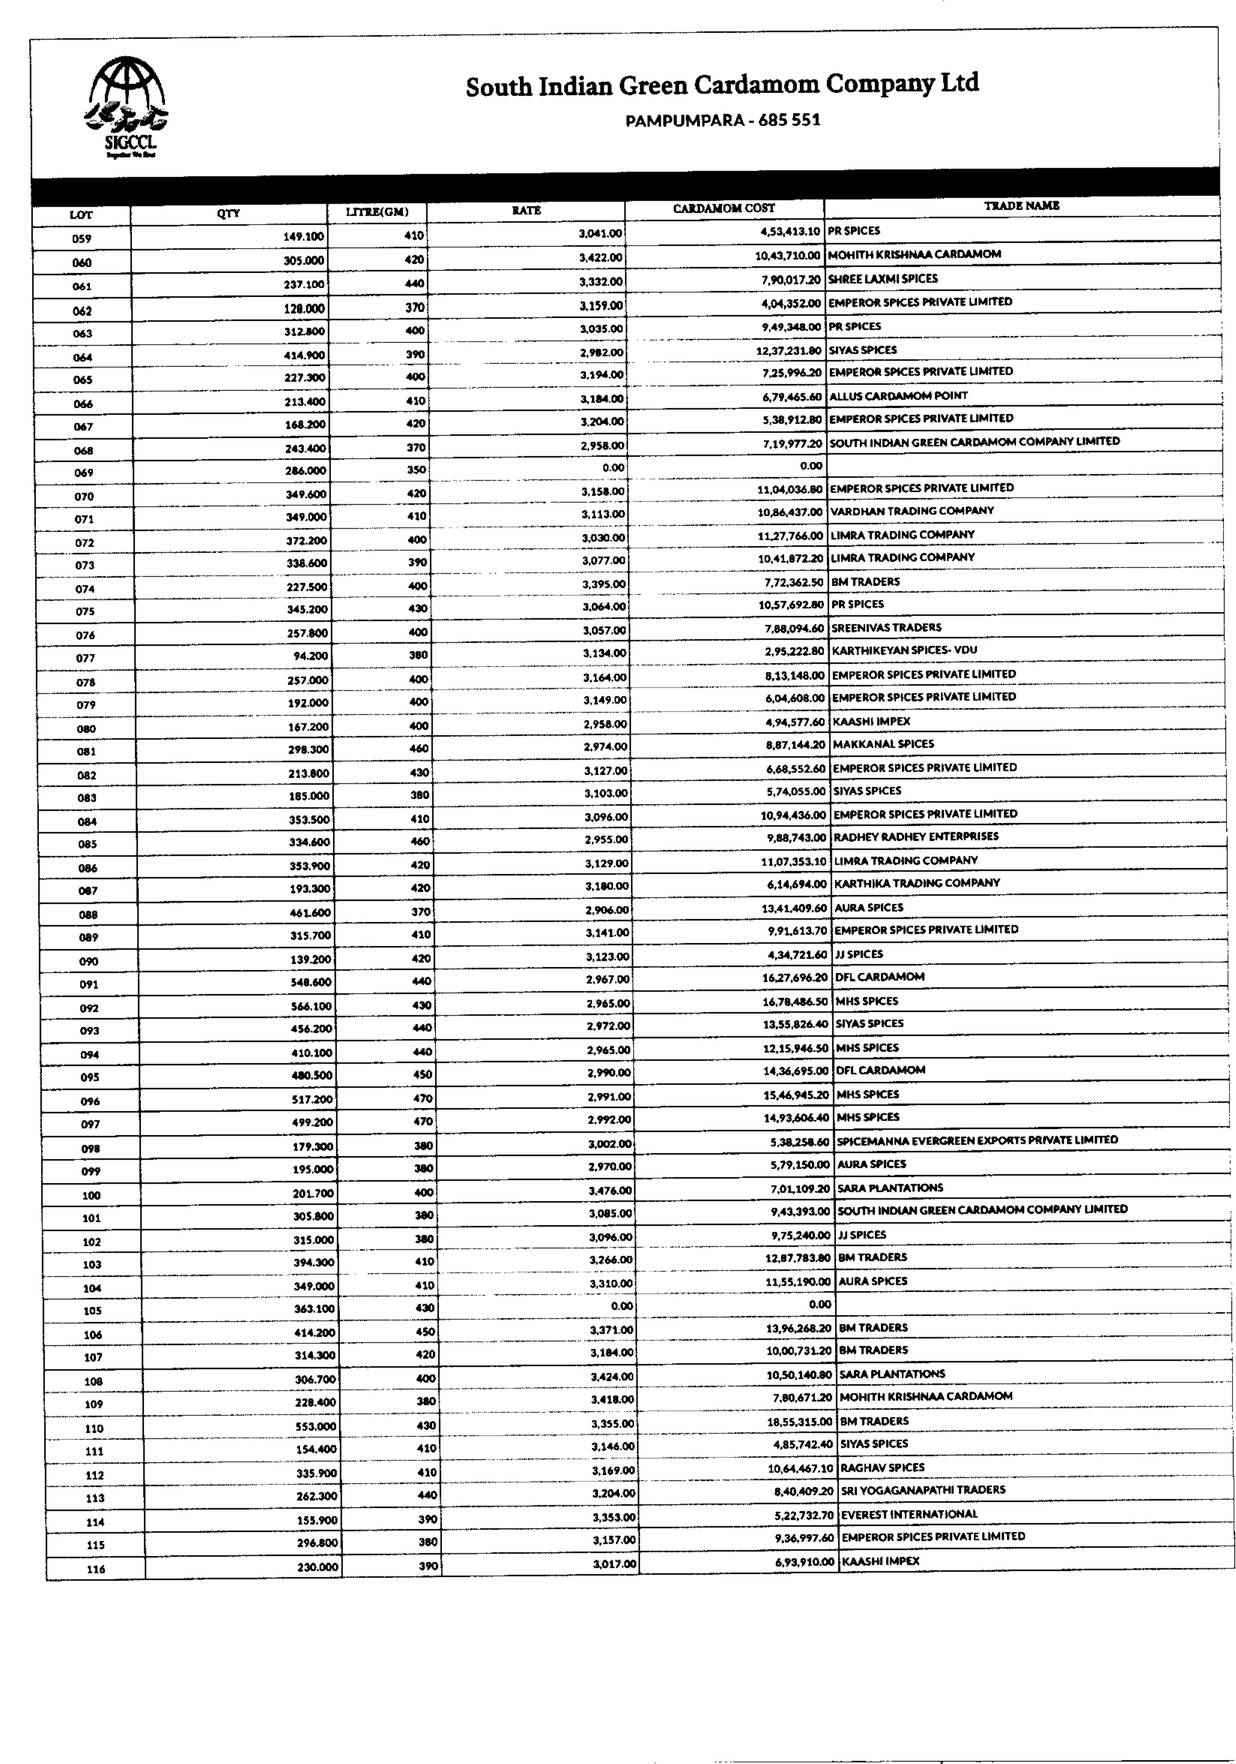 SIGCCL
South Indian Green Cardamom Company Ltd
PAMPUMPARA - 685 551
LOT QTY LITRE(GM) RATE CARDAMOM COST TRADE NAME
059 149.100 410 3,041.00 4,53,413.10 PR SPICES
060 305.000 420 3,422.00 10,43,710.00 MOHITH KRISHNAA CARDAMOM
061 237.100 440 3,332.00 7,90,017.20 SHREE LAXMI SPICES
062 128.000 370 3,159.00 4,04,352.00 EMPEROR SPICES PRIVATE LIMITED
063 312.800 400 3,035.00 9,49,348.00 PR SPICES
064 414.900 390 2,982.00 12,37,231.80 SIYAS SPICES
065 227.300 400 3,194.00 7,25,996.20 EMPEROR SPICES PRIVATE LIMITED
066 213.400 410 3,184.00 6,79,465.60 ALLUS CARDAMOM POINT
067 168.200 420 3,204.00 5,38,912.80 EMPEROR SPICES PRIVATE LIMITED
068 243.400 370 2,958.00 7,19,977.20 SOUTH INDIAN GREEN CARDAMOM COMPANY LIMITED
069 286.000 350 0.00 0.00
070 349.600 420 3,158.00 11,04,036.80 EMPEROR SPICES PRIVATE LIMITED
071 349.000 410 3,113.00 10,86,437.00 VARDHAN TRADING COMPANY
072 372.200 400 3,030.00 11,27,766.00 LIMRA TRADING COMPANY
073 338.600 390 3,077.00 10,41,872.20 LIMRA TRADING COMPANY
074 227.500 400 3,395.00 7,72,362.50 BM TRADERS
075 345.200 430 3,064.00 10,57,692.80 PR SPICES
076 257.800 400 3,057.00 7,88,094.60 SREENIVAS TRADERS
077 94.200 380 3,134.00 2,95,222.80 KARTHIKEYAN SPICES- VDU
078 257.000 400 3,164.00 8,13,148.00 EMPEROR SPICES PRIVATE LIMITED
079 192.000 400 3,149.00 6,04,608.00 EMPEROR SPICES PRIVATE LIMITED
080 167.200 400 2,958.00 4,94,577.60 KAASHI IMPEX
081 298.300 460 2,974.00 8,87,144.20 MAKKANAL SPICES
082 213.800 430 3,127.00 6,68,552.60 EMPEROR SPICES PRIVATE LIMITED
083 185.000 380 3,103.00 5,74,055.00 SIYAS SPICES
084 353.500 410 3,096.00 10,94,436.00 EMPEROR SPICES PRIVATE LIMITED
085 334.600 460 2,955.00 9,88,743.00 RADHEY RADHEY ENTERPRISES
086 353.900 420 3,129.00 11,07,353.10 LIMRA TRADING COMPANY
087 193.300 420 3,180.00 6,14,694.00 KARTHIKA TRADING COMPANY
088 461.600 370 2,906.00 13,41,409.60 AURA SPICES
089 315.700 410 3,141.00 9,91,613.70 EMPEROR SPICES PRIVATE LIMITED
090 139.200 420 3,123.00 4,34,721.60 JJ SPICES
091 548.600 440 2,967.00 16,27,696.20 DFL CARDAMOM
092 566.100 430 2,965.00 16,78,486.50 MHS SPICES
093 456.200 440 2,972.00 13,55,826.40 SIYAS SPICES
094 410.100 440 2,965.00 12,15,946.50 MHS SPICES
095 480.500 450 2,990.00 14,36,695.00 DFL CARDAMOM
096 517.200 470 2,991.00 15,46,945.20 MHS SPICES
097 499.200 470 2,992.00 14,93,606.40 MHS SPICES
098 179.300 380 3,002.00 5,38,258.60 SPICEMANNA EVERGREEN EXPORTS PRIVATE LIMITED
099 195.000 380 2,970.00 5,79,150.00 AURA SPICES
100 201.700 400 3,476.00 7,01,109.20 SARA PLANTATIONS
101 305.800 380 3,085.00 9,43,393.00 SOUTH INDIAN GREEN CARDAMOM COMPANY LIMITED
102 315.000 380 3,096.00 9,75,240.00 JJ SPICES
103 394.300 410 3,266.00 12,87,783.80 BM TRADERS
104 349.000 410 3,310.00 11,55,190.00 AURA SPICES
105 363.100 430 0.00 0.00
106 414.200 450 3,371.00 13,96,268.20 BM TRADERS
107 314.300 420 3,184.00 10,00,731.20 BM TRADERS
108 306.700 400 3,424.00 10,50,140.80 SARA PLANTATIONS
109 228.400 380 3,418.00 7,80,671.20 MOHITH KRISHNAA CARDAMOM
110 553.000 430 3,355.00 18,55,315.00 BM TRADERS
111 154.400 410 3,146.00 4,85,742.40 SIYAS SPICES
112 335.900 410 3,169.00 10,64,467.10 RAGHAV SPICES
113 262.300 440 3,204.00 8,40,409.20 SRI YOGAGANAPATHI TRADERS
114 155.900 390 3,353.00 5,22,732.70 EVEREST INTERNATIONAL
115 296.800 380 3,157.00 9,36,997.60 EMPEROR SPICES PRIVATE LIMITED
116 230.000 390 3,017.00 6,93,910.00 KAASHI IMPEX